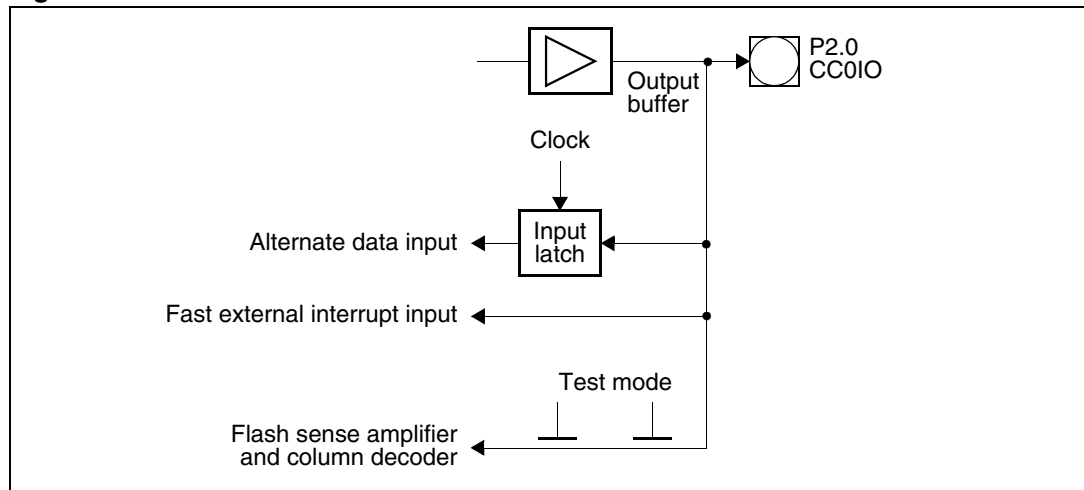 P2.0
CC0IO
Output
buffer
Clock
Input
latch
Alternate data input
Fast external interrupt input
Test mode
Flash sense amplifier
and column decoder